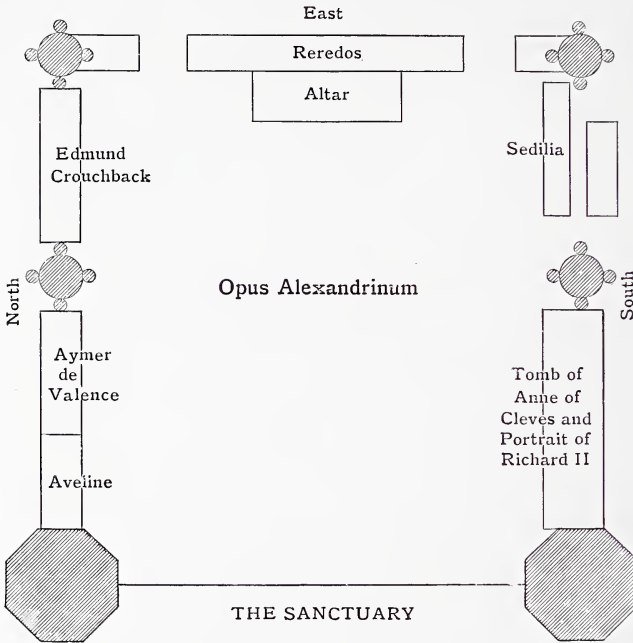 East
Reredos
Altar
Edmund
Crouchback
Sedilia
North
Opus Alexandrinum
South
Aymer
de
Valence
Aveline
Tomb of
Anne of
Cleves and
Portrait of
Richard II
THE SANCTUARY